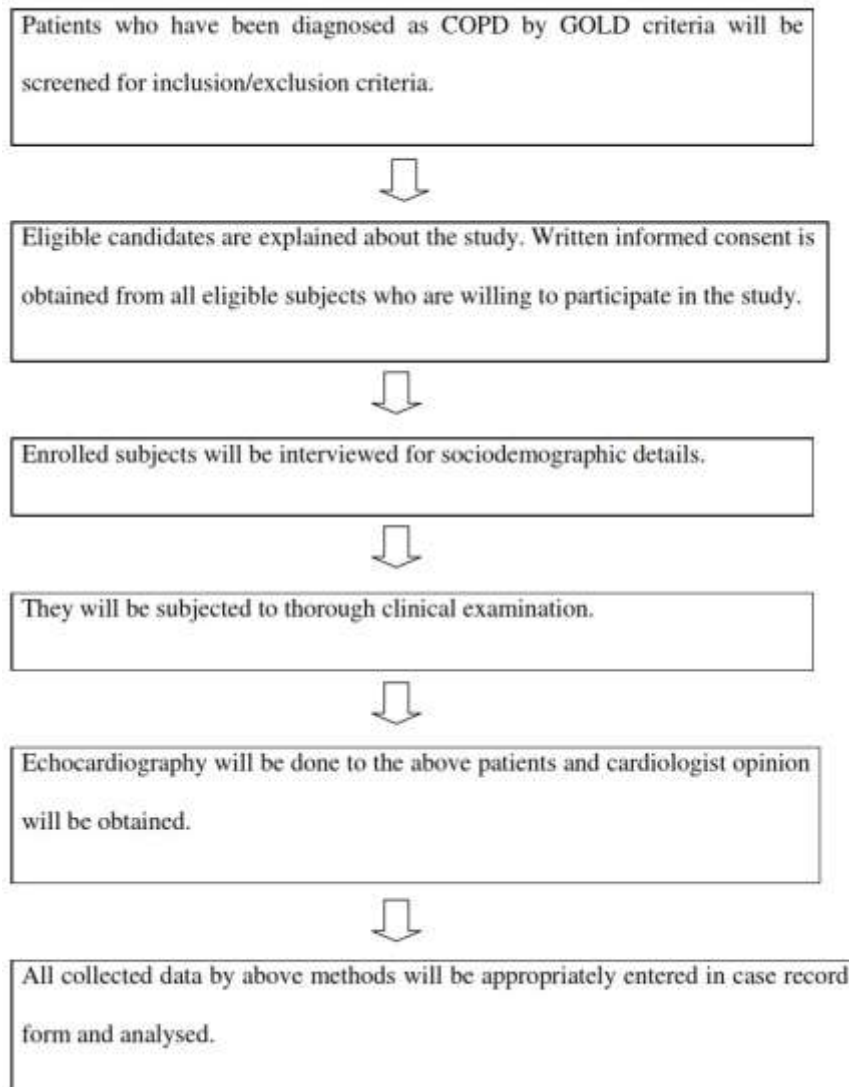 Patients who have been diagnosed as COPD by GOLD criteria will be
screened for inclusion/exclusion criteria.
Eligible candidates are explained about the study. Written informed consent is
obtained from all eligible subjects who are willing to participate in the study.
Enrolled subjects will be interviewed for sociodemographic details.
They will be subjected to thorough clinical examination.
Echocardiography will be done to the above patients and cardiologist opinion
will be obtained.
All collected data by above methods will be appropriately entered in case record
form and analysed.